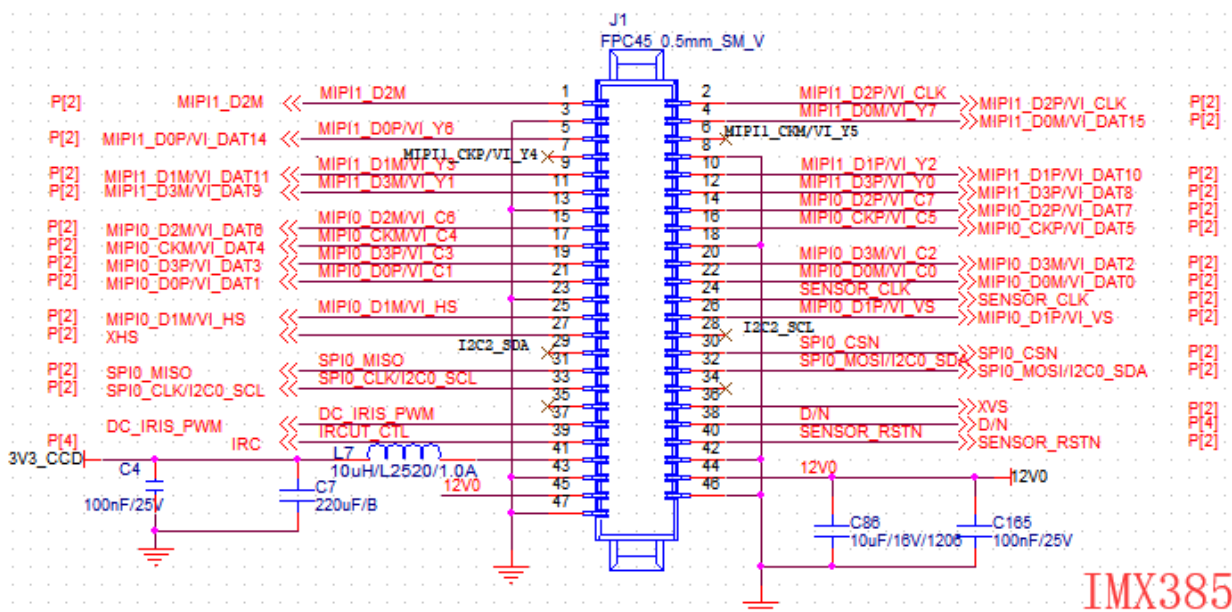 J1
FPC45_0.5mm_SM_V
P[2] MIPI1_D2M MIPI1_D2M 1 2 MIPI1_D2P/VI_CLK MIPI1_D2P/VI_CLK P[2]
3 4 MIPI1_D0M/VI_Y7 MIPI1_D0M/VI_DAT15 P[2]
P[2] MIPI1_D0P/VI_DAT14 MIPI1_D0P/VI_Y6 5 6 MIPI1_CKM/VI_Y5
MIPI1_CKP/VI_Y4 7 8
P[2] MIPI1_D1M/VI_DAT11 MIPI1_D1M/VI_Y3 9 10 MIPI1_D1P/VI_Y2 MIPI1_D1P/VI_DAT10 P[2]
P[2] MIPI1_D3M/VI_DAT9 MIPI1_D3M/VI_Y1 11 12 MIPI1_D3P/VI_Y0 MIPI1_D3P/VI_DAT8 P[2]
13 14 MIPI0_D2P/VI_C7 MIPI0_D2P/VI_DAT7 P[2]
P[2] MIPI0_D2M/VI_DAT6 MIPI0_D2M/VI_C6 15 16 MIPI0_CKP/VI_C5 MIPI0_CKP/VI_DAT5 P[2]
P[2] MIPI0_CKM/VI_DAT4 MIPI0_CKM/VI_C4 17 18
P[2] MIPI0_D3P/VI_DAT3 MIPI0_D3P/VI_C3 19 20 MIPI0_D3M/VI_C2 MIPI0_D3M/VI_DAT2 P[2]
P[2] MIPI0_D0P/VI_DAT1 MIPI0_D0P/VI_C1 21 22 MIPI0_D0M/VI_C0 MIPI0_D0M/VI_DAT0 P[2]
23 24 SENSOR_CLK SENSOR_CLK P[2]
P[2] MIPI0_D1M/VI_HS MIPI0_D1M/VI_HS 25 26 MIPI0_D1P/VI_VS MIPI0_D1P/VI_VS P[2]
P[2] XHS 27 28 I2C2_SCL
I2C2_SDA 29 30 SPI0_CSN SPI0_CSN P[2]
P[2] SPI0_MISO SPI0_MISO 31 32 SPI0_MOSI/I2C0_SDA SPI0_MOSI/I2C0_SDA P[2]
P[2] SPI0_CLK/I2C0_SCL SPI0_CLK/I2C0_SCL 33 34
35 36 XVS P[2]
DC_IRIS_PWM DC_IRIS_PWM 37 38 D/N D/N P[4]
P[4] IRC IRCUT_CTL 39 40 SENSOR_RSTN SENSOR_RSTN P[2]
3V3_CCD L7 41 42
10uH/L2520/1.0A 43 44 12V0 12V0
C4 C7 12V0 45 46
100nF/25V 220uF/B 47
C86 C165
10uF/16V/1206 100nF/25V
IMX385